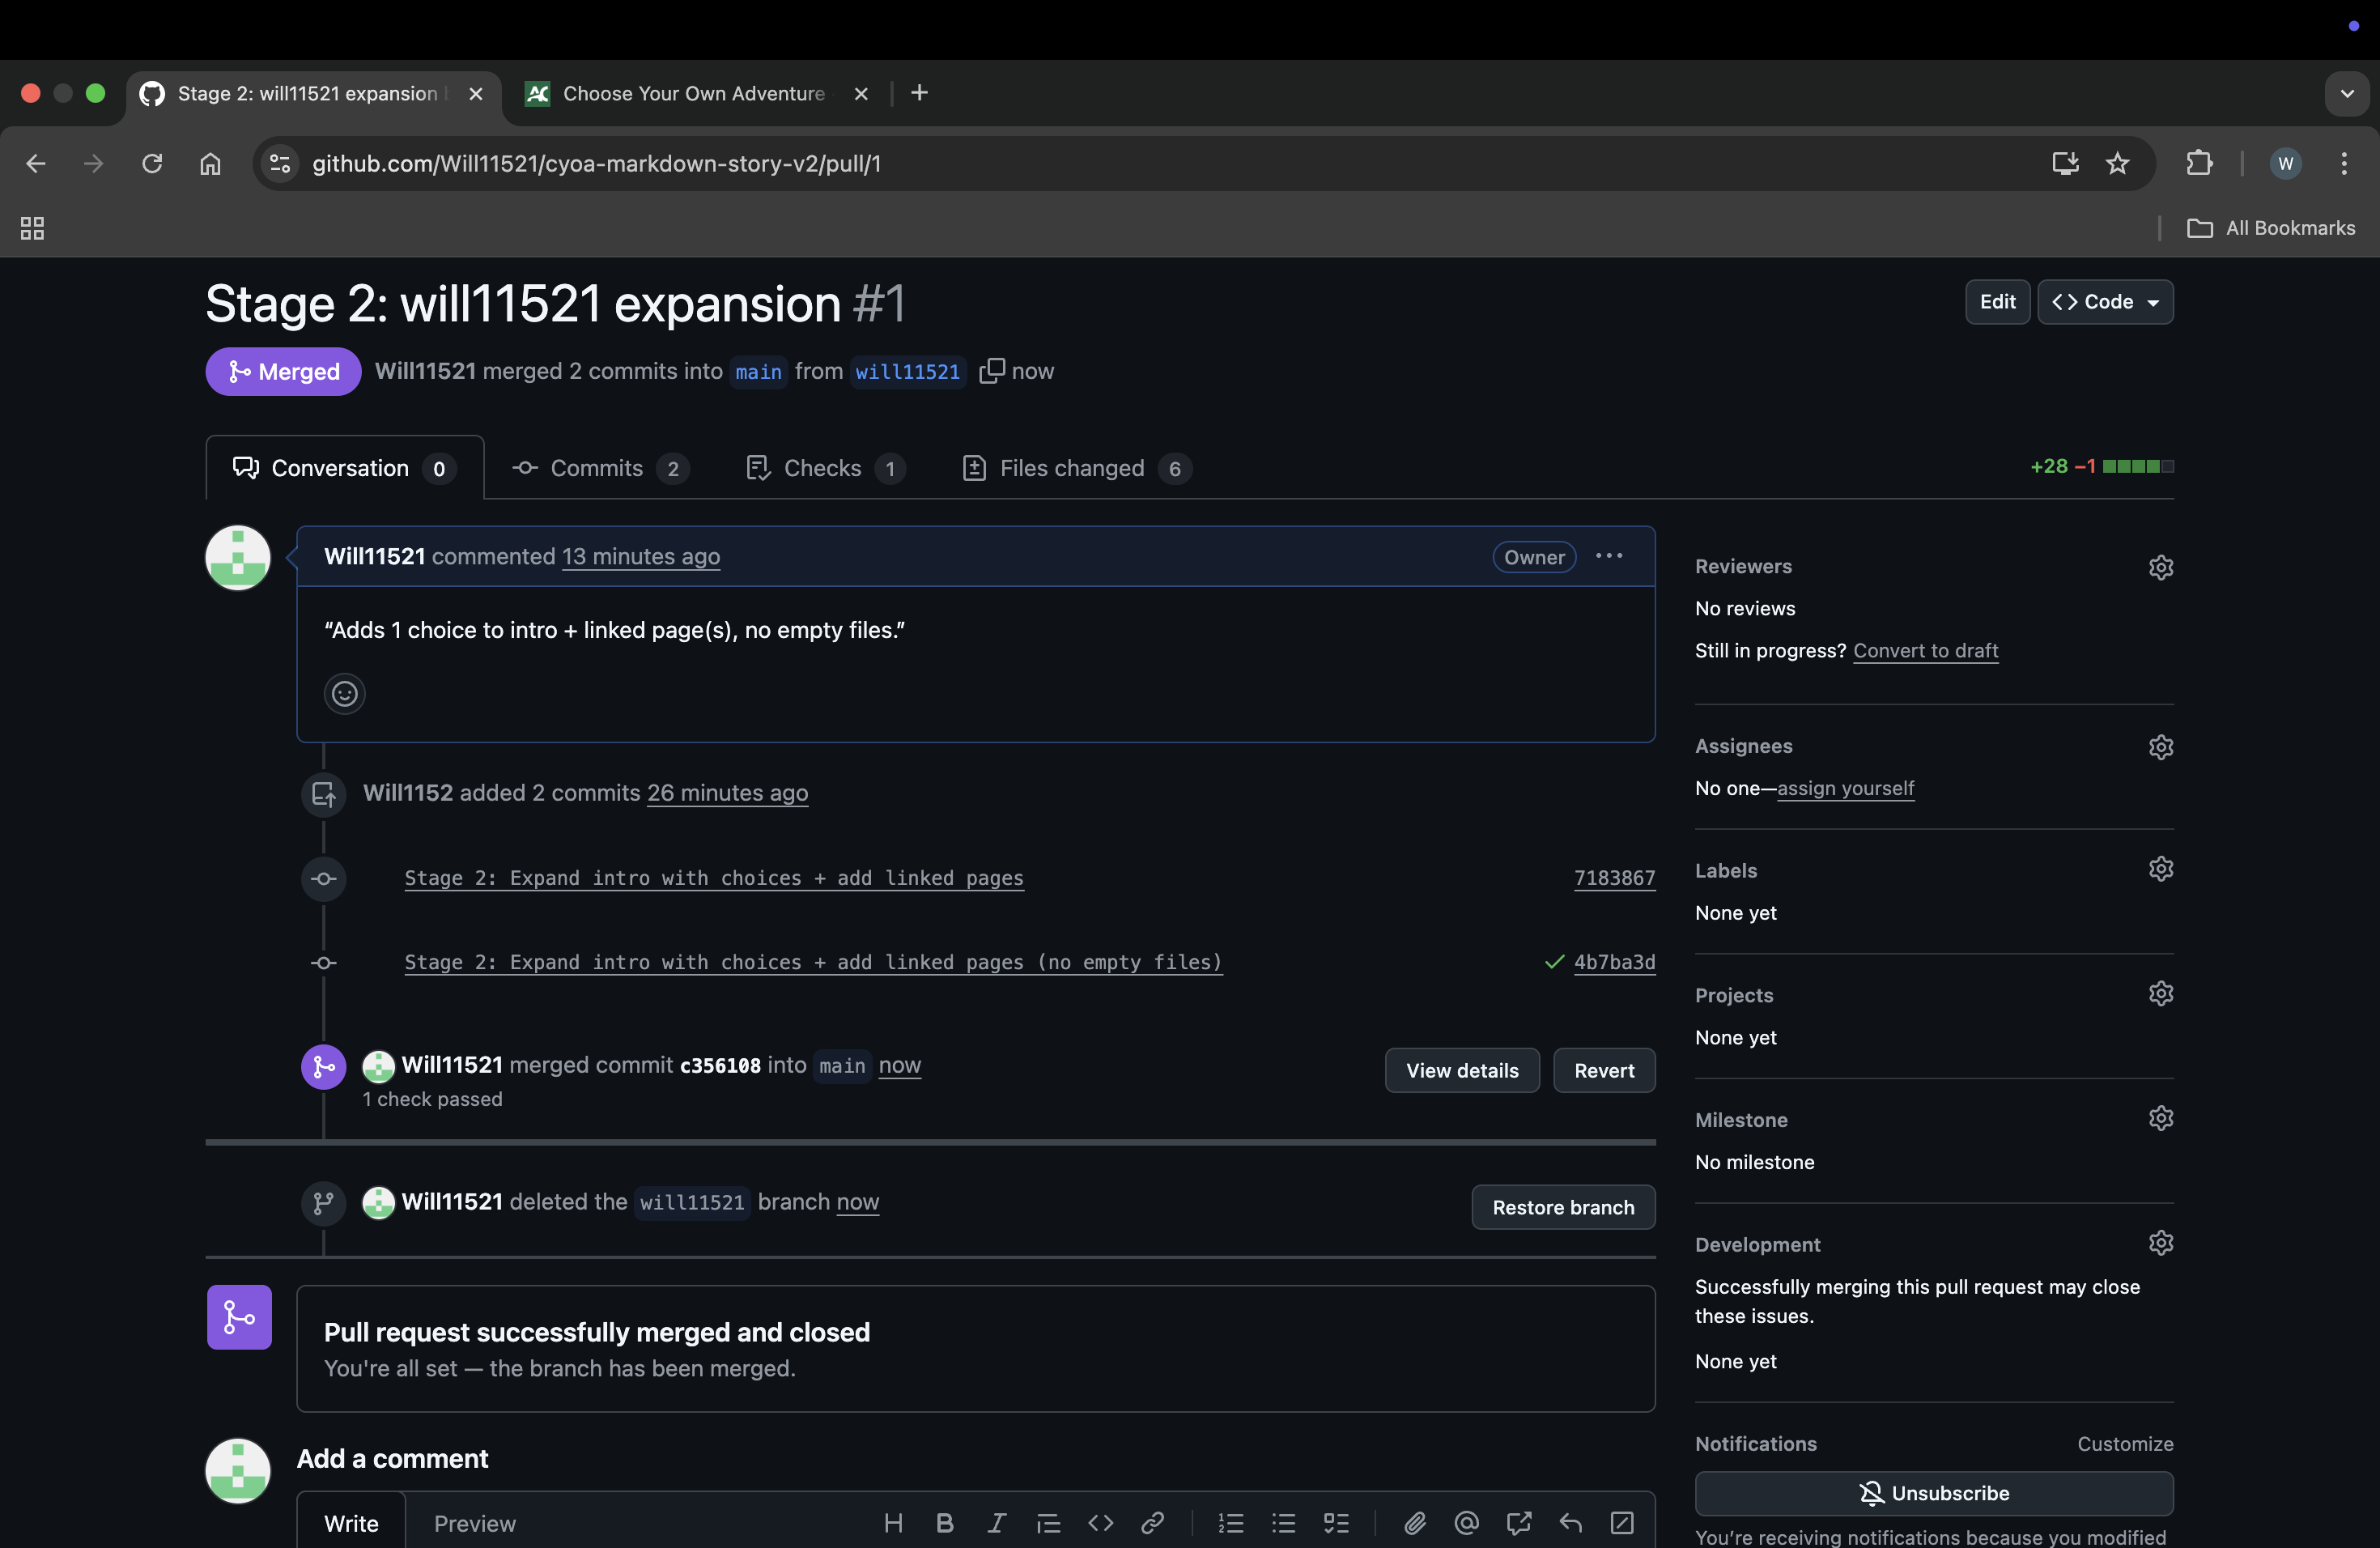 Stage 2: will11521 expansion
Choose Your Own Adventure
github.com/Will11521/cyoa-markdown-story-v2/pull/1
W
All Bookmarks
Stage 2: will11521 expansion #1
Edit
Code
Merged
Will11521 merged 2 commits into main from will11521 now
Conversation 0
Commits 2
Checks 1
Files changed 6
+28 −1
Will11521 commented 13 minutes ago
Owner
“Adds 1 choice to intro + linked page(s), no empty files.”
Will1152 added 2 commits 26 minutes ago
Stage 2: Expand intro with choices + add linked pages
7183867
Stage 2: Expand intro with choices + add linked pages (no empty files)
4b7ba3d
Will11521 merged commit c356108 into main now
1 check passed
View details
Revert
Will11521 deleted the will11521 branch now
Restore branch
Pull request successfully merged and closed
You're all set — the branch has been merged.
Add a comment
Write
Preview
Reviewers
No reviews
Still in progress? Convert to draft
Assignees
No one—assign yourself
Labels
None yet
Projects
None yet
Milestone
No milestone
Development
Successfully merging this pull request may close
these issues.
None yet
Notifications
Customize
Unsubscribe
You’re receiving notifications because you modified